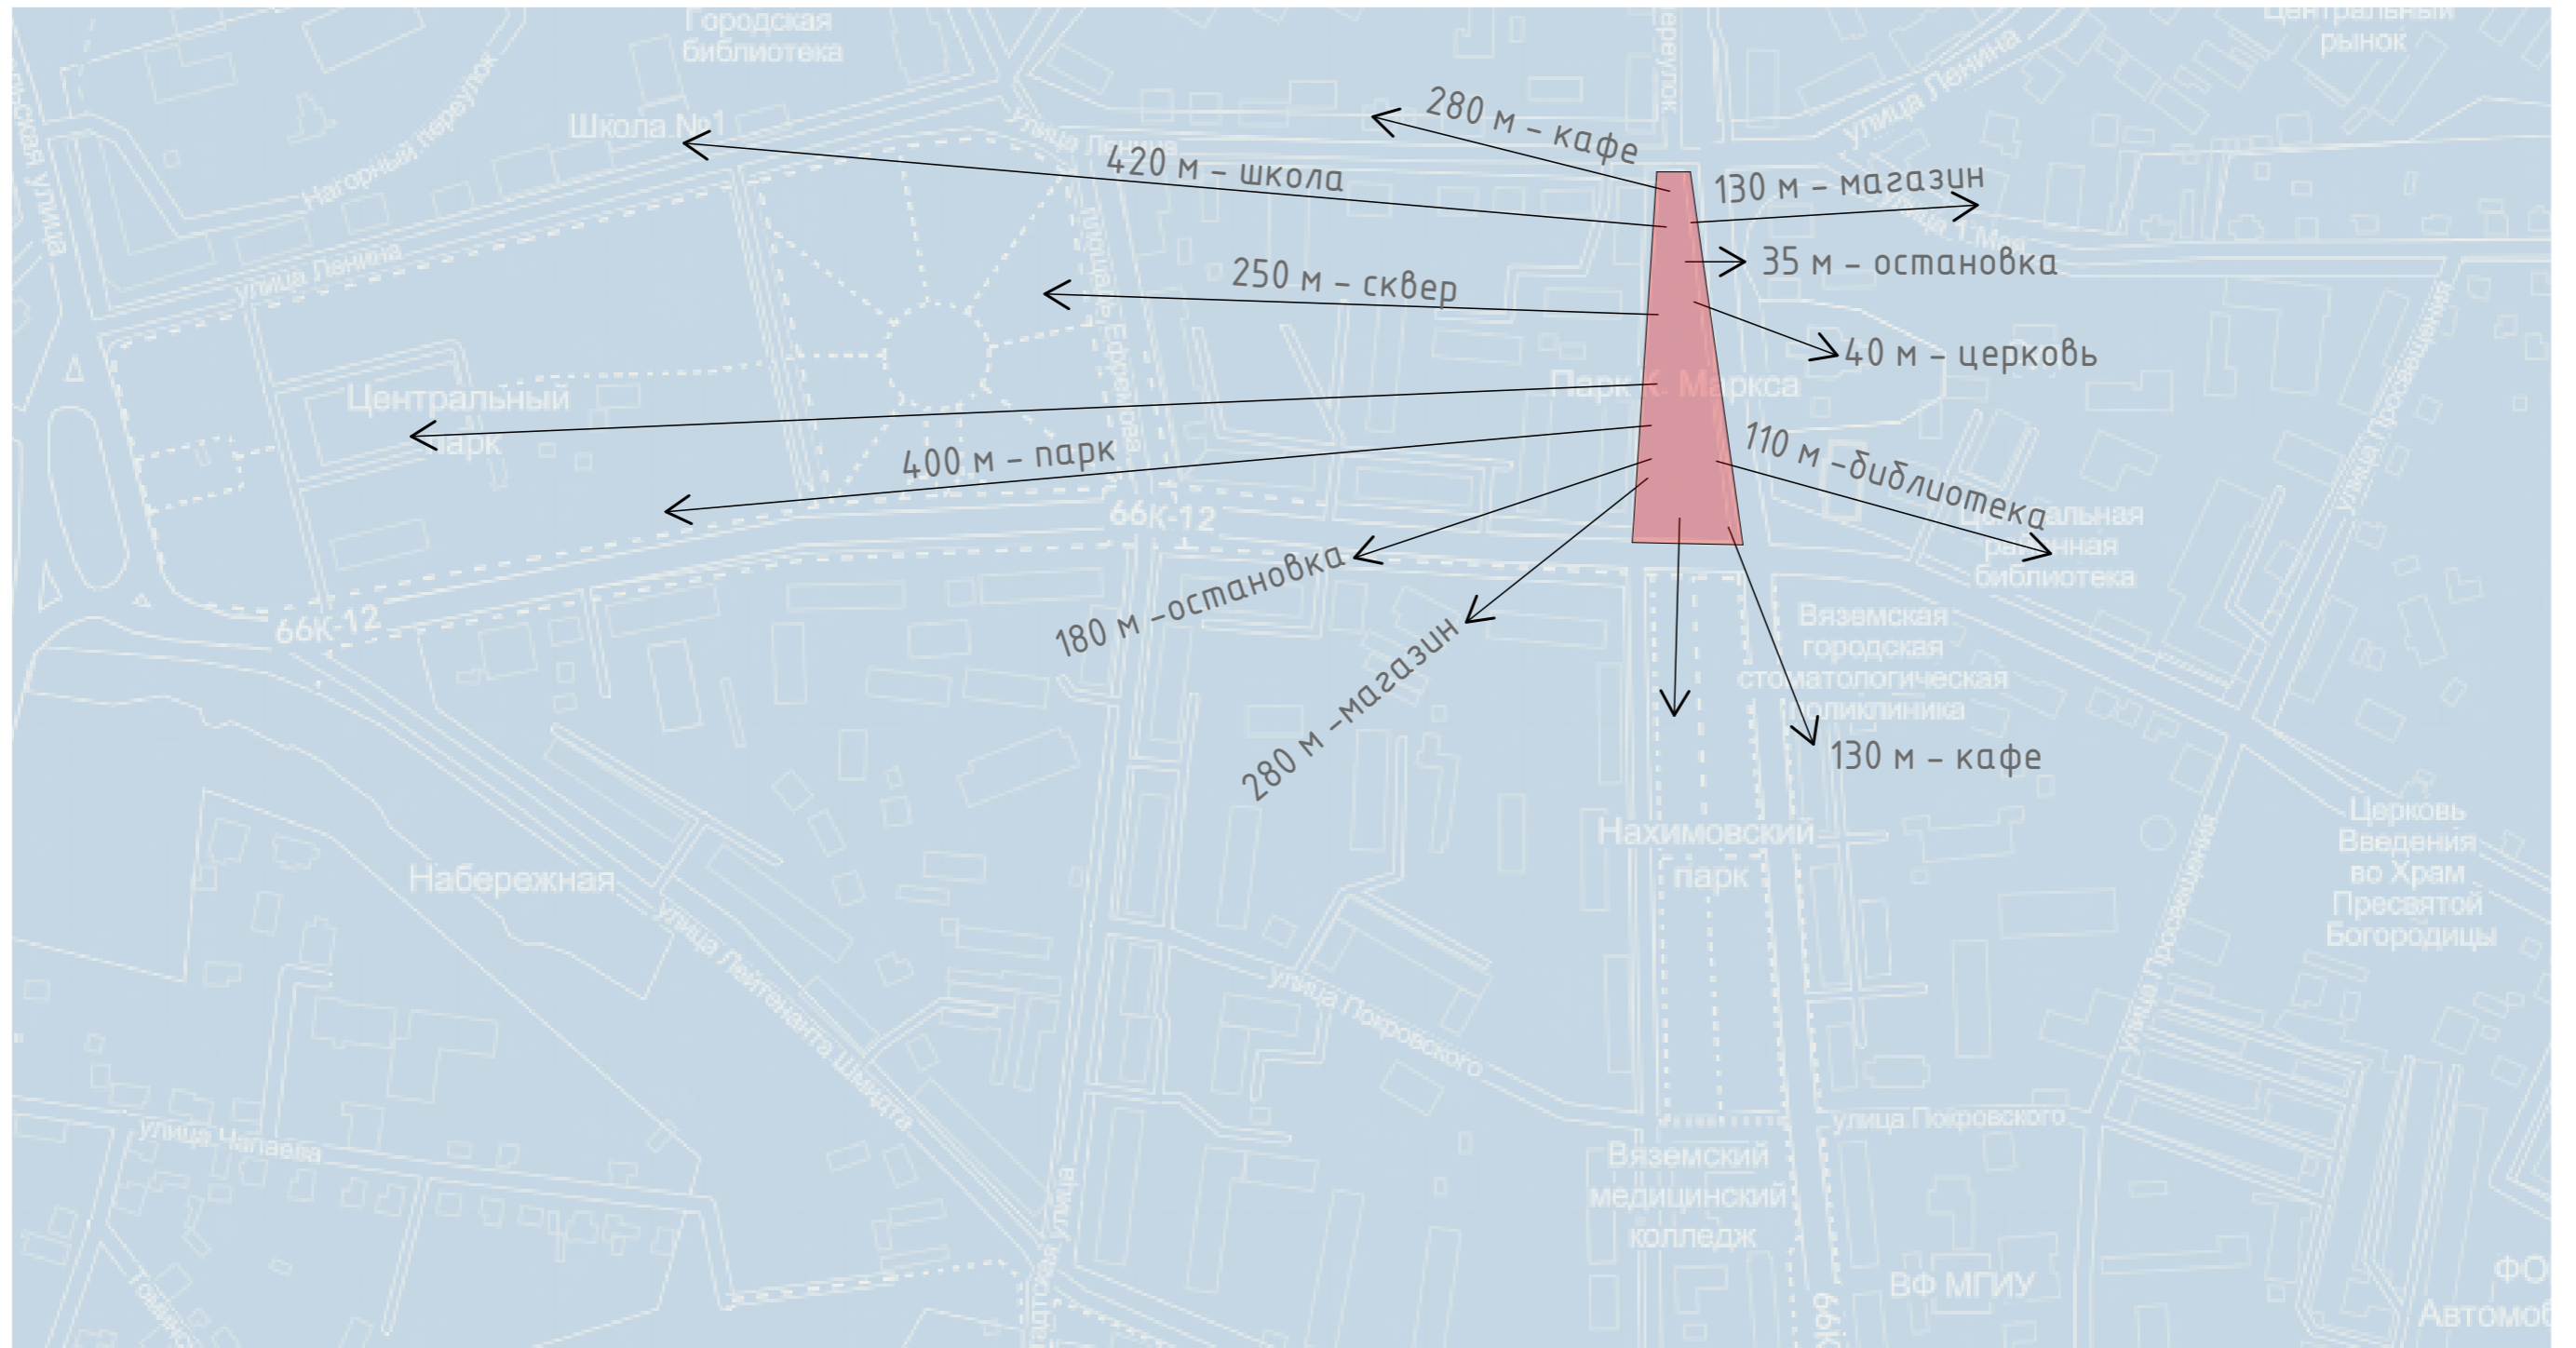 Городская
библиотека
Центральный
рынок
Нагорный переулок
Школа №1
улица Ленина
280 м – кафе
420 м – школа
130 м – магазин
улица Ленина
улица 1 Мая
35 м – остановка
250 м – сквер
улица Ленина
40 м – церковь
Парк К. Маркса
Центральный
парк
400 м – парк
110 м –библиотека
улица Просвещения
66К-12
Центральная
районная
библиотека
180 м –остановка
66К-12
280 м –магазин
Вяземская
городская
стоматологическая
поликлиника
130 м – кафе
Нахимовский
парк
Церковь
Введения
во Храм
Пресвятой
Богородицы
Набережная
улица Лейтенанта Шмидта
улица Покровского
улица Просвещения
улица Чапаева
улица Покровского
Вяземский
медицинский
колледж
ВФ МГИУ